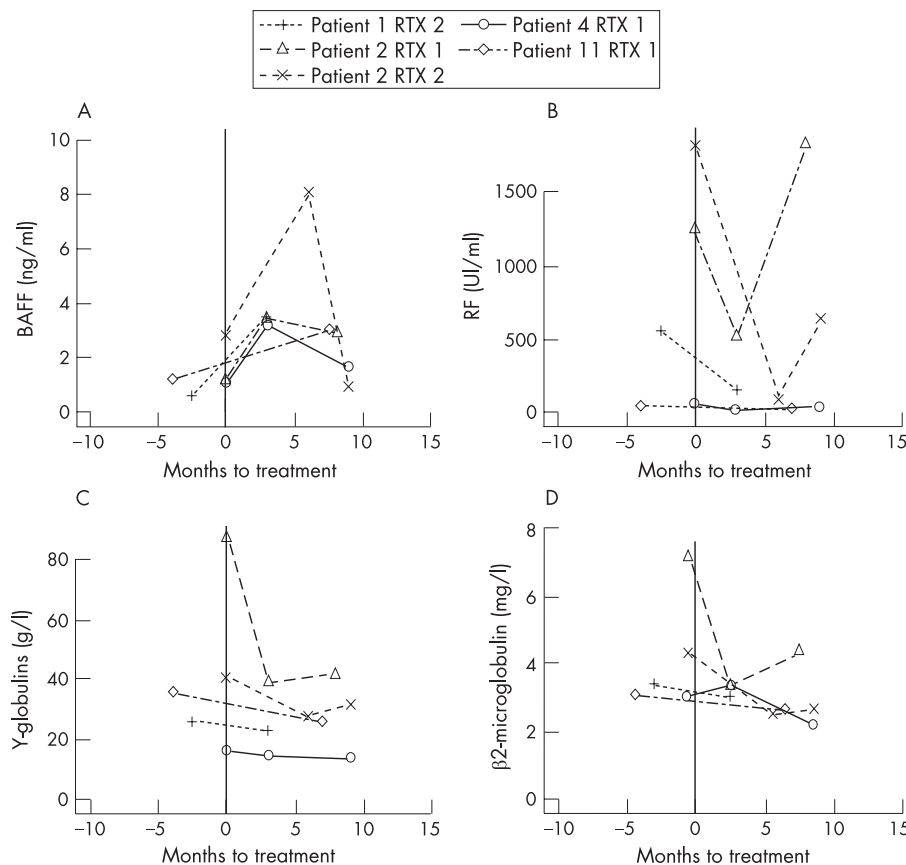 Patient 1 RTX 2
Patient 4 RTX 1
Patient 2 RTX 1
Patient 11 RTX 1
Patient 2 RTX 2
A
10
8
6
4
2
0
BAFF (ng/ml)
–10 –5 0 5 10 15
Months to treatment
B
1500
1000
500
0
RF (UI/ml)
–10 –5 0 5 10 15
Months to treatment
C
80
60
40
20
0
Y-globulins (g/l)
–10 –5 0 5 10 15
Months to treatment
D
8
6
4
2
0
β2-microglobulin (mg/l)
–10 –5 0 5 10 15
Months to treatment